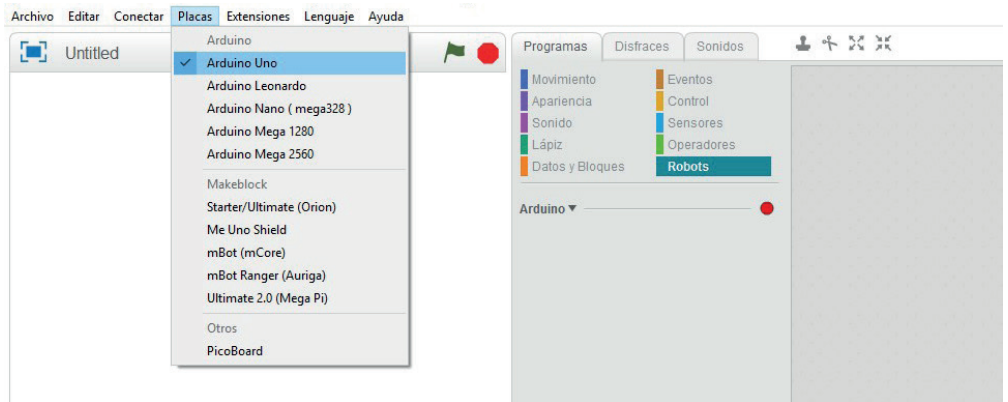 Archivo Editar Conectar Placas Extensiones Lenguaje Ayuda
Untitled
Arduino
Arduino Uno
Arduino Leonardo
Arduino Nano ( mega328 )
Arduino Mega 1280
Arduino Mega 2560
Makeblock
Starter/Ultimate (Orion)
Me Uno Shield
mBot (mCore)
mBot Ranger (Auriga)
Ultimate 2.0 (Mega Pi)
Otros
PicoBoard
Programas Disfraces Sonidos
Movimiento Eventos
Apariencia Control
Sonido Sensores
Lápiz Operadores
Datos y Bloques Robots
Arduino